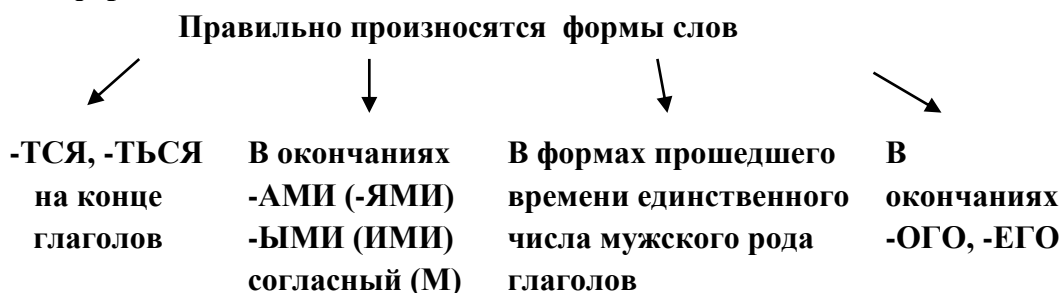 Правильно произносятся формы слов
-ТСЯ, -ТЬСЯ
на конце
глаголов
В окончаниях
-АМИ (-ЯМИ)
-ЫМИ (ИМИ)
согласный (М)
В формах прошедшего
времени единственного
числа мужского рода
глаголов
В
окончаниях
-ОГО, -ЕГО